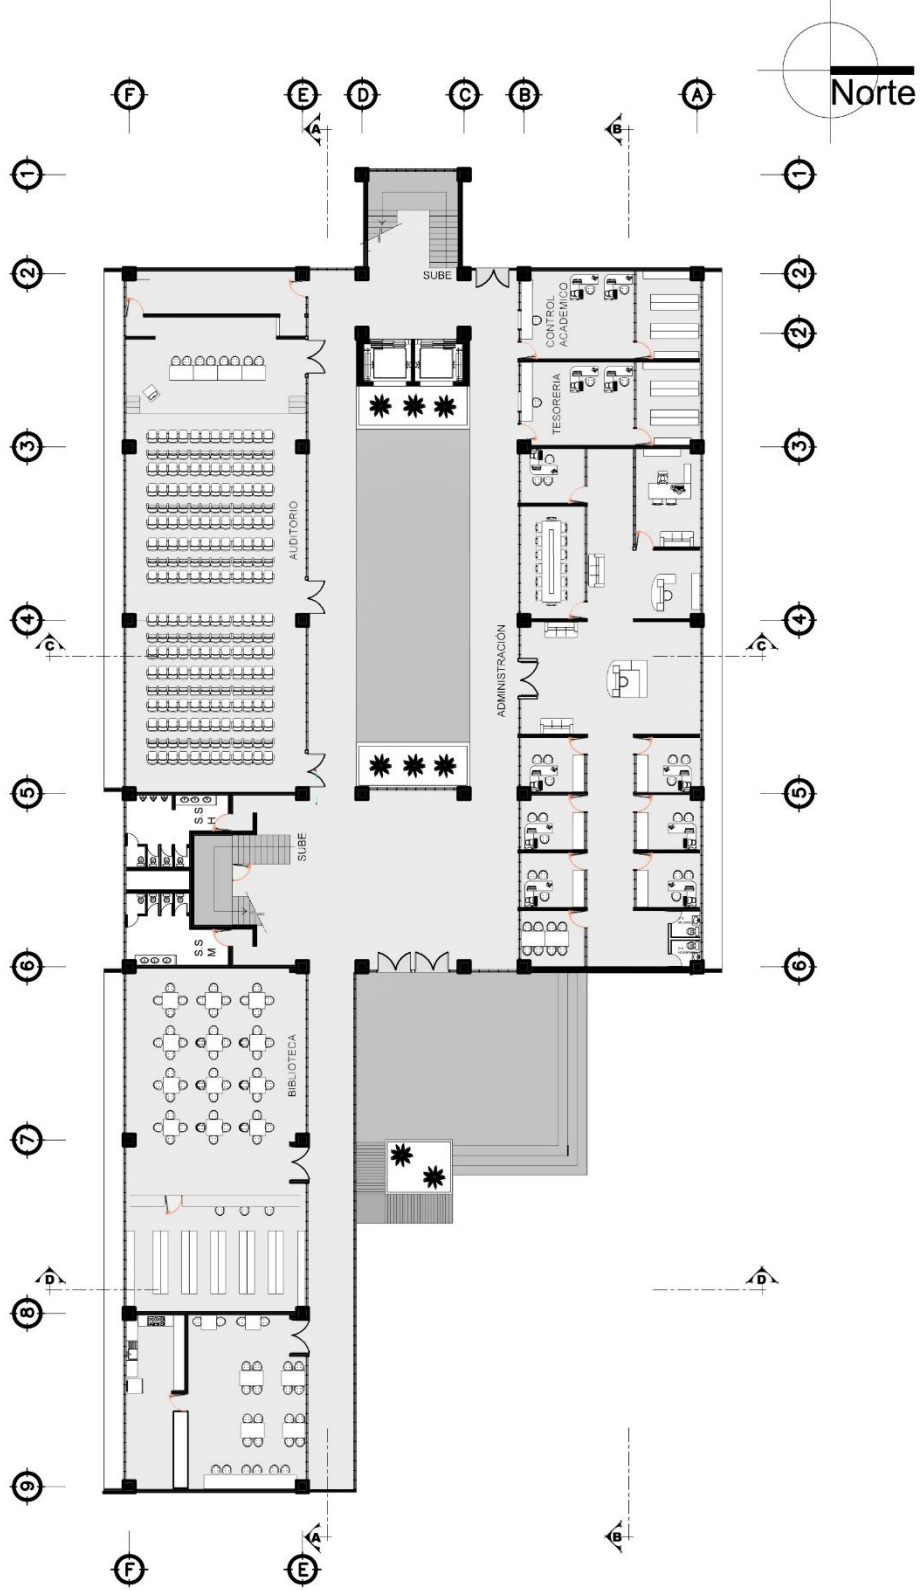 Norte
F E D C B A
A B
1 1
2 2
SUBE
CONTROL
ACADEMICO
2
TESORERIA
3 3
AUDITORIO
4 4
C C
ADMINISTRACION
5 5
S.S
H
SUBE
S.S
M
6 6
BIBLIOTECA
7
D D
8
9
A B
F E